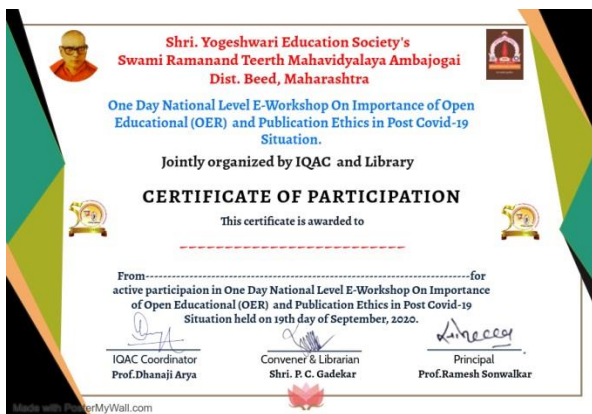 Shri. Yogeshwari Education Society's
Swami Ramanand Teerth Mahavidyalaya Ambajogai
Dist. Beed, Maharashtra
One Day National Level E-Workshop On Importance of Open
Educational (OER) and Publication Ethics in Post Covid-19
Situation.
Jointly organized by IQAC and Library
CERTIFICATE OF PARTICIPATION
This certificate is awarded to
From--------------------------------------------------------------------------for
active participaion in One Day National Level E-Workshop On Importance
of Open Educational (OER) and Publication Ethics in Post Covid-19
Situation held on 19th day of September, 2020.
IQAC Coordinator
Prof.Dhanaji Arya
Convener & Librarian
Shri. P. C. Gadekar
Principal
Prof.Ramesh Sonwalkar
Made with PosterMyWall.com